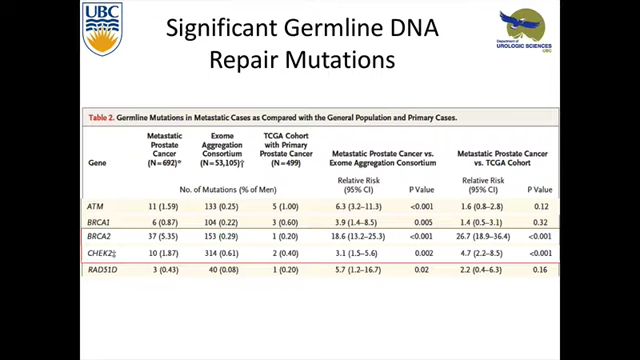 UBC
Significant Germline DNA
Repair Mutations
Department of
UROLOGIC SCIENCES
UBC
Table 2. Germline Mutations in Metastatic Cases as Compared with the General Population and Primary Cases.
Gene Metastatic Prostate Cancer (N=692)* Exome Aggregation Consortium (N=53,105)† TCGA Cohort with Primary Prostate Cancer (N=499) Metastatic Prostate Cancer vs. Exome Aggregation Consortium Metastatic Prostate Cancer vs. TCGA Cohort
No. of Mutations (% of Men) Relative Risk (95% CI) P Value Relative Risk (95% CI) P Value
ATM 11 (1.59) 133 (0.25) 5 (1.00) 6.3 (3.2–11.3) <0.001 1.6 (0.8–2.8) 0.12
BRCA1 6 (0.87) 104 (0.22) 3 (0.60) 3.9 (1.4–8.5) 0.005 1.4 (0.5–3.1) 0.32
BRCA2 37 (5.35) 153 (0.29) 1 (0.20) 18.6 (13.2–25.3) <0.001 26.7 (18.9–36.4) <0.001
CHEK2‡ 10 (1.87) 314 (0.61) 2 (0.40) 3.1 (1.5–5.6) 0.002 4.7 (2.2–8.5) <0.001
RAD51D 3 (0.43) 40 (0.08) 1 (0.20) 5.7 (1.2–16.7) 0.02 2.2 (0.4–6.3) 0.16